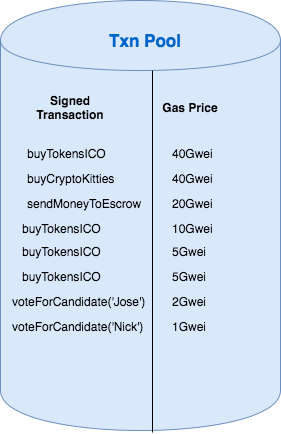 Txn Pool
Signed
Transaction
Gas Price
buyTokensICO 40Gwei
buyCryptoKitties 40Gwei
sendMoneyToEscrow 20Gwei
buyTokensICO 10Gwei
buyTokensICO 5Gwei
buyTokensICO 5Gwei
voteForCandidate('Jose') 2Gwei
voteForCandidate('Nick') 1Gwei